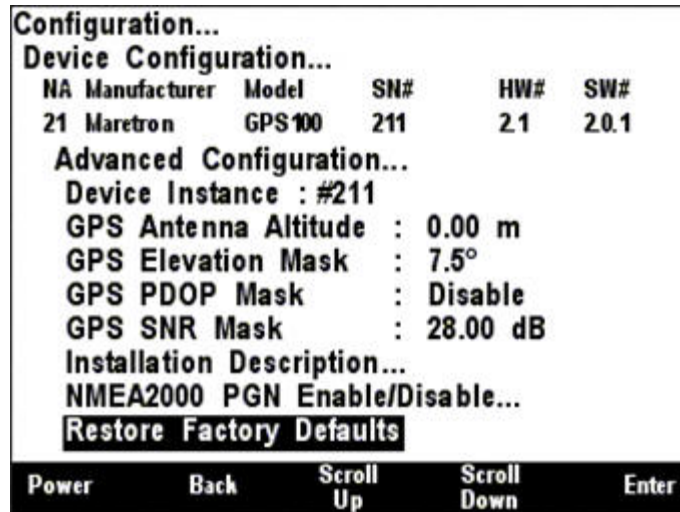 Configuration...
Device Configuration...
NA Manufacturer Model SN# HW# SW#
21 Maretron GPS100 211 2.1 2.0.1
Advanced Configuration...
Device Instance : #211
GPS Antenna Altitude : 0.00 m
GPS Elevation Mask : 7.5°
GPS PDOP Mask : Disable
GPS SNR Mask : 28.00 dB
Installation Description...
NMEA2000 PGN Enable/Disable...
Restore Factory Defaults
Power Back Scroll Up Scroll Down Enter